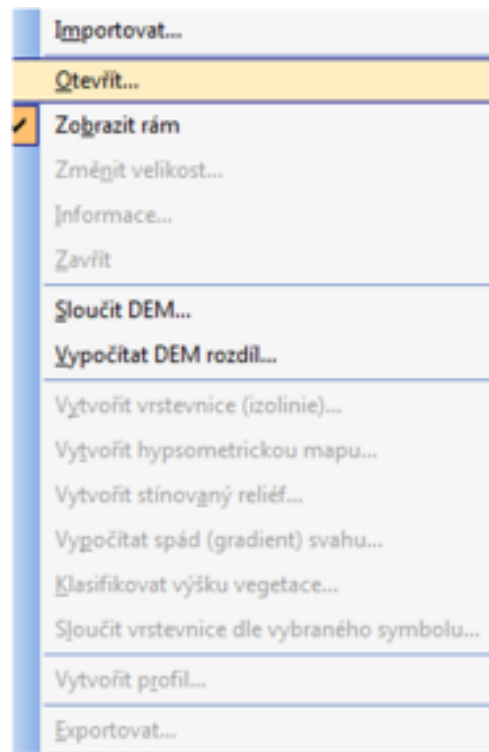 Importovat...
Otevřít...
Zobrazit rám
Změnit velikost...
Informace...
Zavřít
Sloučit DEM...
Vypočítat DEM rozdíl...
Vytvořit vrstevnice (izolinie)...
Vytvořit hypsometrickou mapu...
Vytvořit stínovaný reliéf...
Vypočítat spád (gradient) svahu...
Klasifikovat výšku vegetace...
Sloučit vrstevnice dle vybraného symbolu...
Vytvořit profil...
Exportovat...